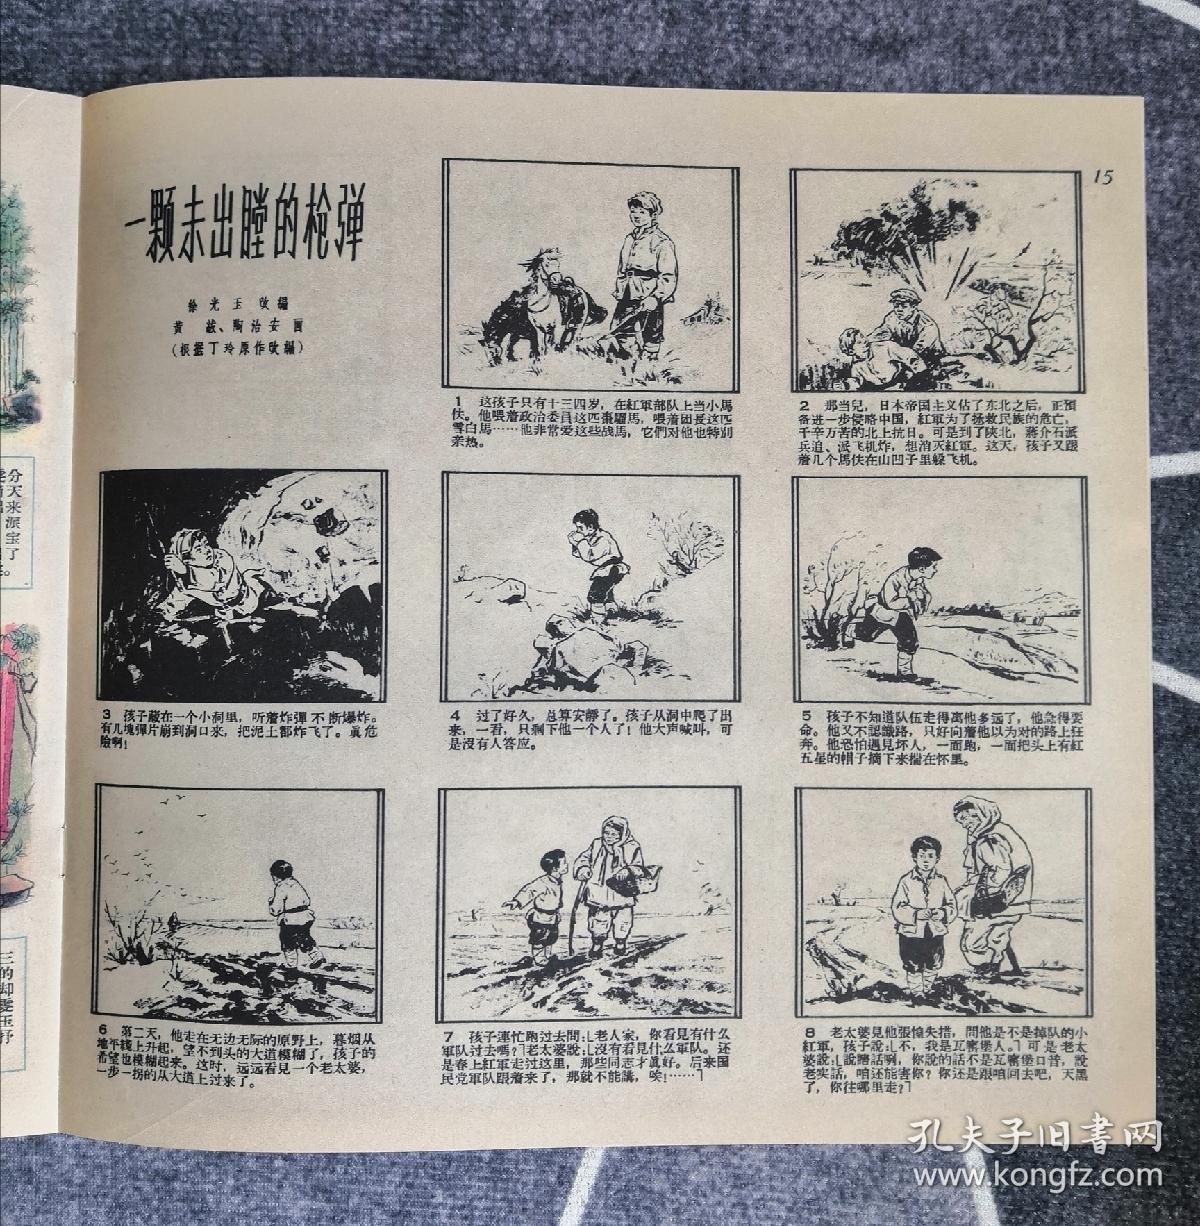 15
一颗未出膛的枪弹
徐光玉改編
黄
陶治安画
(根据丁玲原作改編)
1 这孩子只有十三四岁，在紅軍部队上当小馬
伕。他喂着政治委員这匹棗騮馬，喂着团長这匹
雪白馬……他非常爱这些战馬，它們对他也特別
亲热。
2 那当兒，日本帝国主义佔了东北之后，正預
备进一步侵略中国，紅軍为了拯救民族的危亡，
千辛万苦的北上抗日。可是到了陝北，蔣介石派
兵追、派飞机炸，想消灭紅軍。这天，孩子又跟
着几个馬伕在山凹子里躲飞机。
3 孩子藏在一个小洞里，听着炸彈不断爆炸。
有几塊彈片崩到洞口来，把泥土都炸飞了。眞危
險啊！
4 过了好久，总算安靜了。孩子从洞中爬了出
来，一看，只剩下他一个人了！他大声喊叫，可
是沒有人答应。
5 孩子不知道队伍走得离他多远了，他急得要
命。他又不認識路，只好向着他以为对的路上狂
奔。他恐怕遇見坏人，一面跑，一面把头上有紅
五星的帽子摘下来揣在怀里。
6 第二天，他走在无边无际的原野上，暮烟从
地平綫上升起，望不到头的大道模糊了，孩子的
希望也模糊起来。这时，远远看見一个老太婆，
一步一拐的从大道上过来了。
7 孩子連忙跑过去問：「老人家，你看見有什么
軍队过去嗎？」老太婆說：「沒有看見什么軍队。还
是春上紅軍走过这里，那些同志才眞好。后来国
民党軍队跟着来了，那就不能講，唉！……」
8 老太婆見他張惶失措，問他是不是掉队的小
紅軍，孩子說：「不，我是瓦窰堡人。」可是老太
婆說：「說瞎話咧，你說的話不是瓦窰堡口音，說
老实話，咱还能害你？你还是跟咱回去吧，天黑
了，你往哪里走？」
分
天
来
派
宝
了
三
的
却
雯
玉
抒
孔夫子旧書网
www.kongfz.com